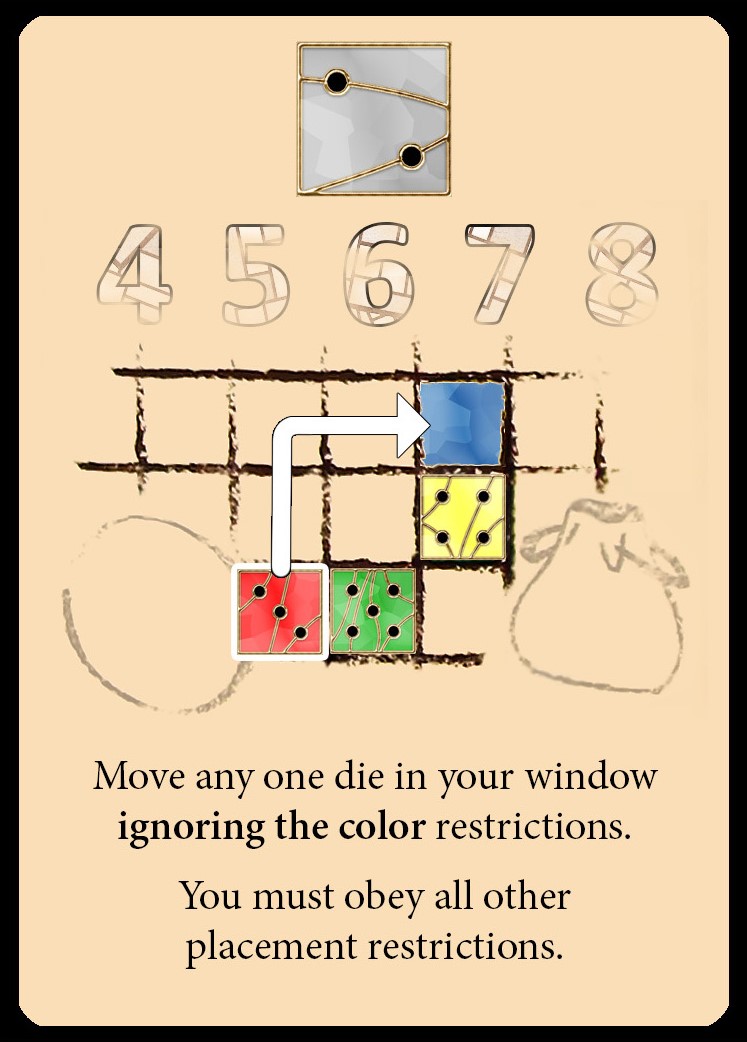 4 5 6 7 8
Move any one die in your window
ignoring the color restrictions.
You must obey all other
placement restrictions.